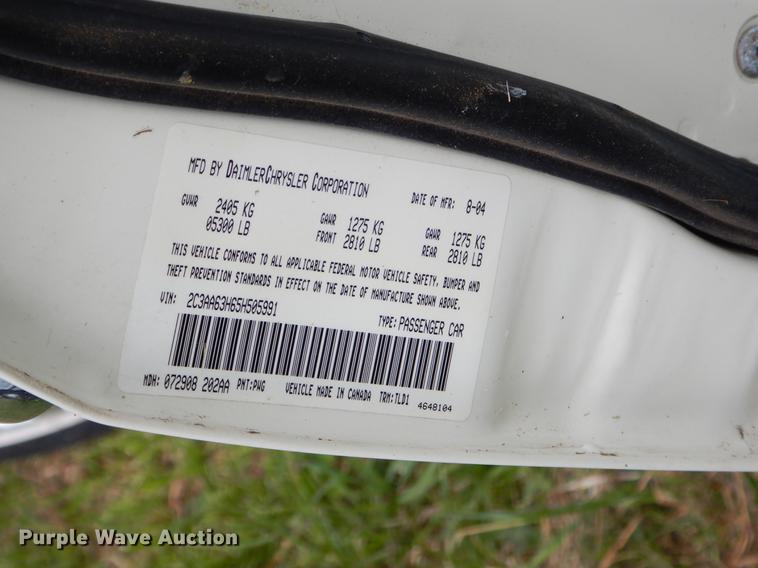 MFD BY DAIMLERCHRYSLER CORPORATION DATE OF MFR: 8-04
GVWR 2405 KG GAWR 1275 KG GAWR 1275 KG
05300 LB FRONT 2810 LB REAR 2810 LB
THIS VEHICLE CONFORMS TO ALL APPLICABLE FEDERAL MOTOR VEHICLE SAFETY, BUMPER AND
THEFT PREVENTION STANDARDS IN EFFECT ON THE DATE OF MANUFACTURE SHOWN ABOVE.
VIN: 2C3AA63H65H505991 TYPE: PASSENGER CAR
MDH: 072908 202AA PNT: PWG VEHICLE MADE IN CANADA TRM: TLD1
4648104
Purple Wave Auction